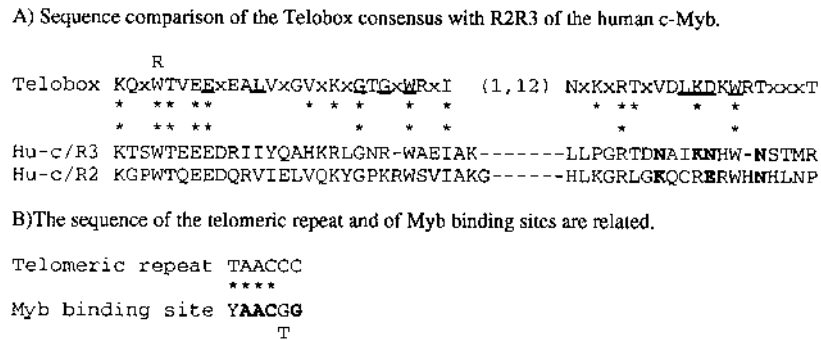 A) Sequence comparison of the Telobox consensus with R2R3 of the human c-Myb.
R
Telobox KQxWTVEExEALVxGVxKxGTGxWRxI (1,12) NxKxRTxVDLKDKWRTxxxT
* ** ** * * * * * * ** * *
* ** ** * * * * *
Hu-c/R3 KTSWTEEEDRIIYQAHKRLGNR-WAEIAK-------LLPGRTDNAIKNHW-NSTMR
Hu-c/R2 KGPWTQEEDQRVIELVQKYGPKRWSVIAKG------HLKGRLGKQCRERWHNHLNP
B)The sequence of the telomeric repeat and of Myb binding sites are related.
Telomeric repeat TAACCC
****
Myb binding site YAACGG
T